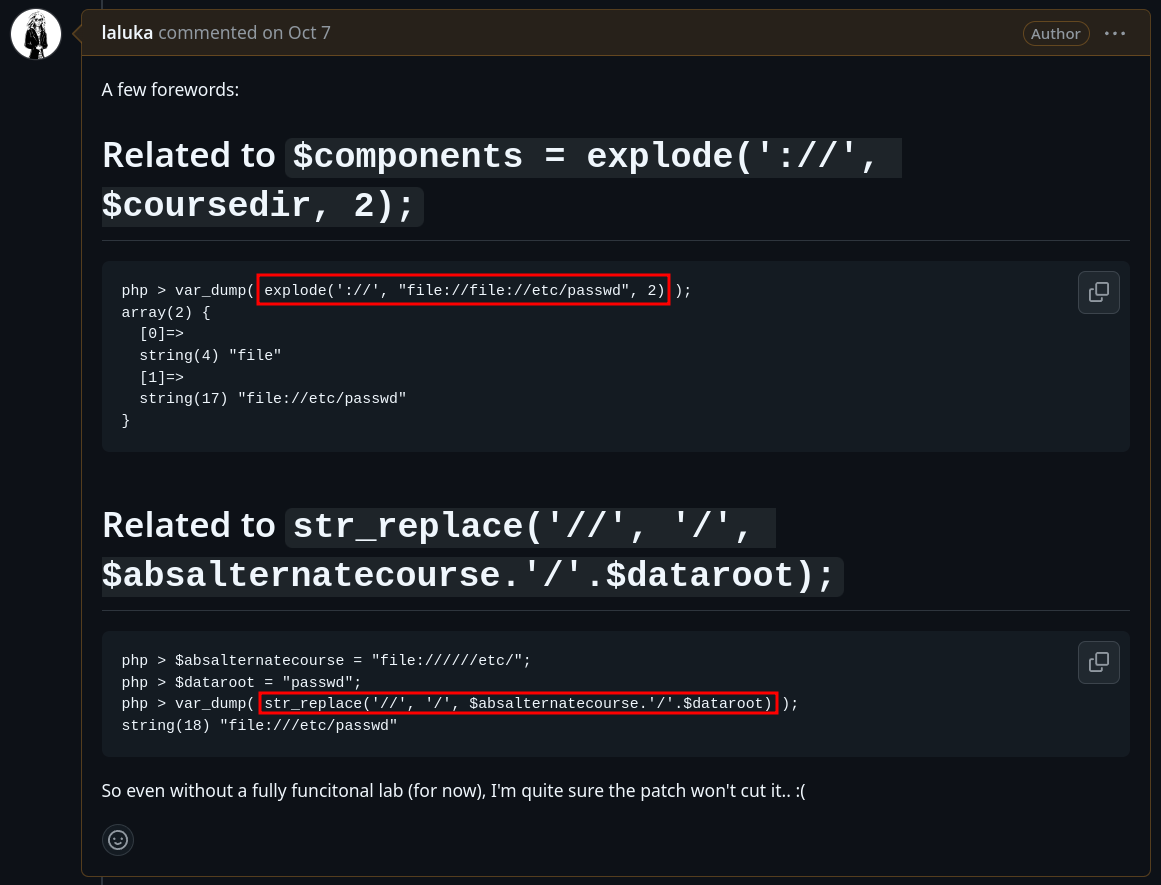 laluka commented on Oct 7
Author
A few forewords:
Related to $components = explode('://',
$coursedir, 2);
php > var_dump( explode('://', "file://file://etc/passwd", 2) );
array(2) {
  [0]=>
  string(4) "file"
  [1]=>
  string(17) "file://etc/passwd"
}
Related to str_replace('//', '/',
$absalternatecourse.'/'.$dataroot);
php > $absalternatecourse = "file://////etc/";
php > $dataroot = "passwd";
php > var_dump( str_replace('//', '/', $absalternatecourse.'/'.$dataroot) );
string(18) "file:///etc/passwd"
So even without a fully funcitonal lab (for now), I'm quite sure the patch won't cut it.. :(